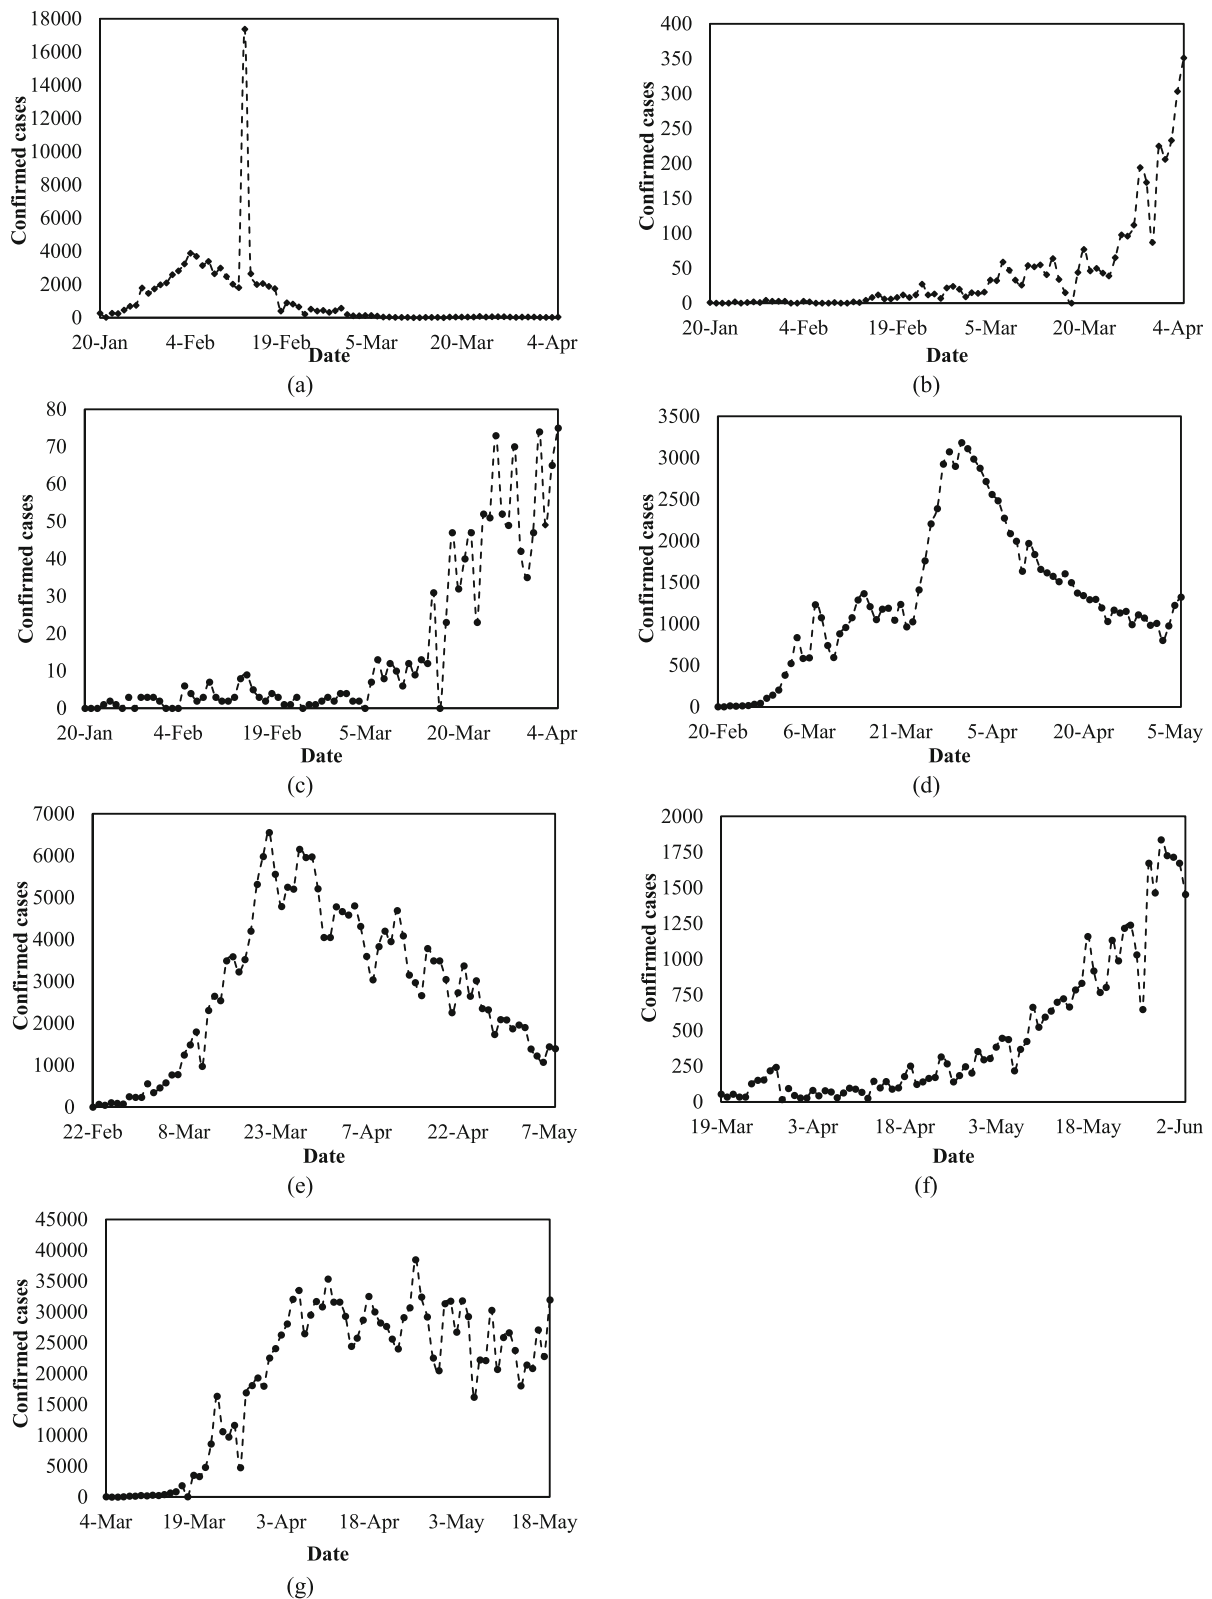 18000
16000
14000
12000
10000
8000
6000
4000
2000
0
Confirmed cases
20-Jan 4-Feb 19-Feb 5-Mar 20-Mar 4-Apr
Date
(a)
400
350
300
250
200
150
100
50
0
Confirmed cases
20-Jan 4-Feb 19-Feb 5-Mar 20-Mar 4-Apr
Date
(b)
80
70
60
50
40
30
20
10
0
Confirmed cases
20-Jan 4-Feb 19-Feb 5-Mar 20-Mar 4-Apr
Date
(c)
3500
3000
2500
2000
1500
1000
500
0
Confirmed cases
20-Feb 6-Mar 21-Mar 5-Apr 20-Apr 5-May
Date
(d)
7000
6000
5000
4000
3000
2000
1000
0
Confirmed cases
22-Feb 8-Mar 23-Mar 7-Apr 22-Apr 7-May
Date
(e)
2000
1750
1500
1250
1000
750
500
250
0
Confirmed cases
19-Mar 3-Apr 18-Apr 3-May 18-May 2-Jun
Date
(f)
45000
40000
35000
30000
25000
20000
15000
10000
5000
0
Confirmed cases
4-Mar 19-Mar 3-Apr 18-Apr 3-May 18-May
Date
(g)